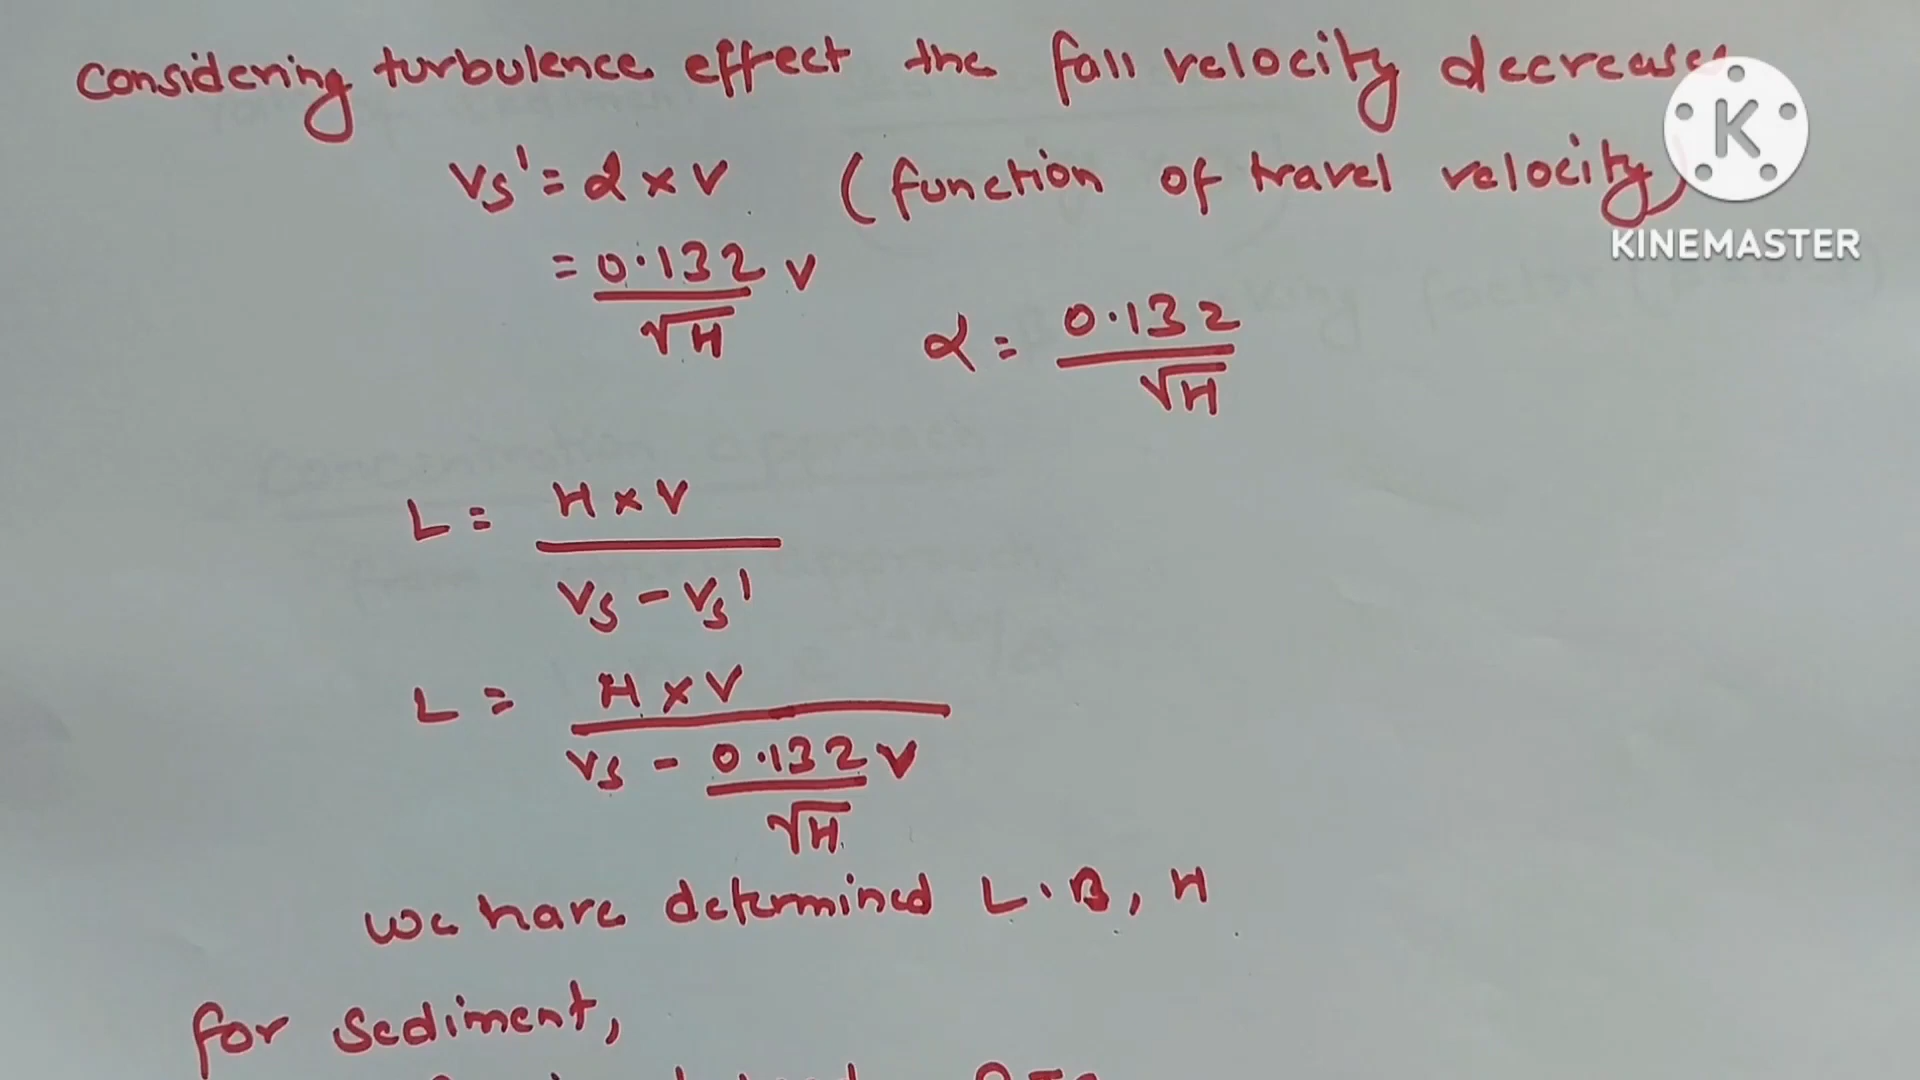 considering turbulence effect the fall velocity decreases
K
vs' = α x v (function of travel velocity)
KINEMASTER
= 0.132/√H v
α = 0.132/√H
L = H x v / vs - vs'
L = H x v / vs - 0.132/√H v
we have determined L . B, H
for sediment,